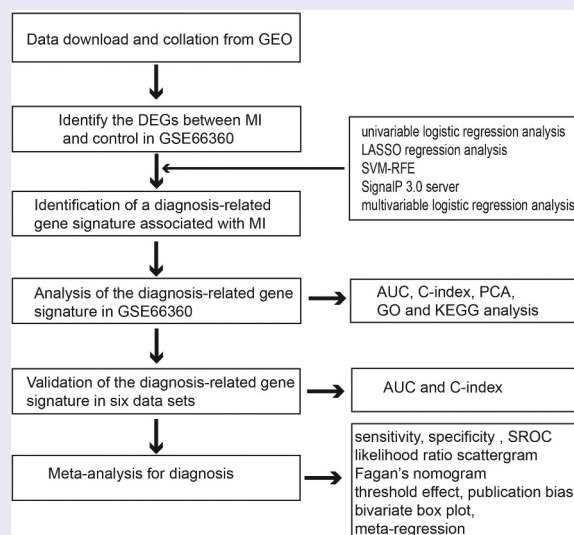 Data download and collation from GEO
Identify the DEGs between MI
and control in GSE66360
univariable logistic regression analysis
LASSO regression analysis
SVM-RFE
SignalP 3.0 server
multivariable logistic regression analysis
Identification of a diagnosis-related
gene signature associated with MI
Analysis of the diagnosis-related gene
signature in GSE66360
AUC, C-index, PCA,
GO and KEGG analysis
Validation of the diagnosis-related gene
signature in six data sets
AUC and C-index
Meta-analysis for diagnosis
sensitivity, specificity , SROC
likelihood ratio scattergram
Fagan's nomogram
threshold effect, publication bias
bivariate box plot,
meta-regression